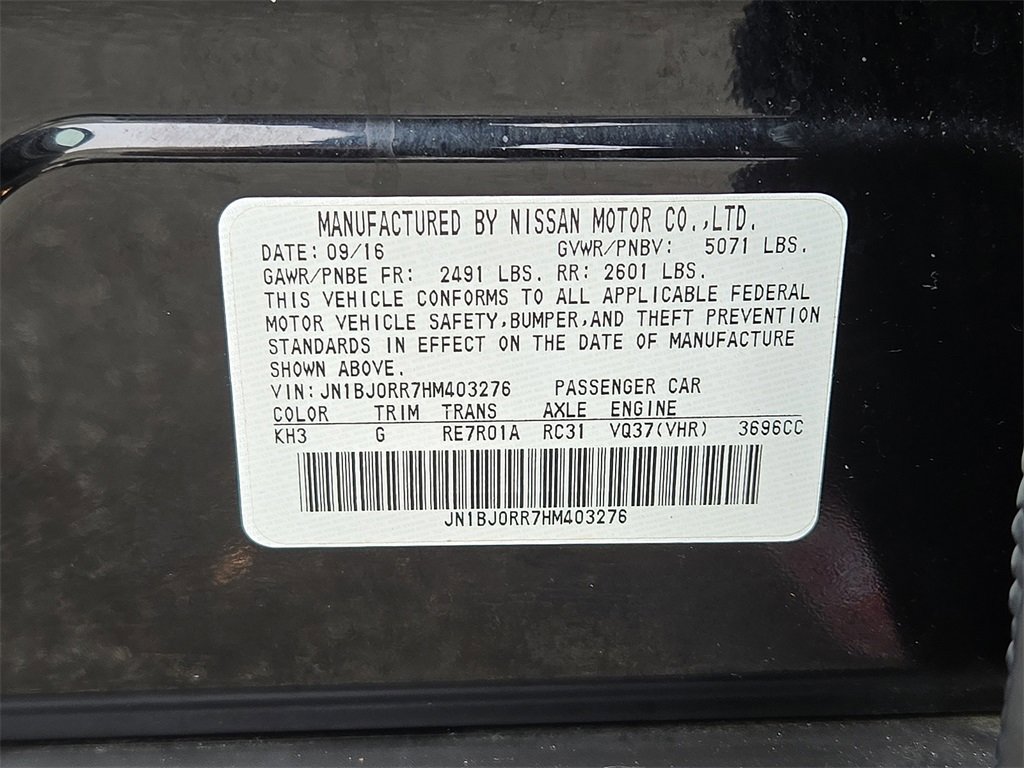 MANUFACTURED BY NISSAN MOTOR CO.,LTD.
DATE: 09/16 GVWR/PNBV: 5071 LBS.
GAWR/PNBE FR: 2491 LBS. RR: 2601 LBS.
THIS VEHICLE CONFORMS TO ALL APPLICABLE FEDERAL
MOTOR VEHICLE SAFETY,BUMPER,AND THEFT PREVENTION
STANDARDS IN EFFECT ON THE DATE OF MANUFACTURE
SHOWN ABOVE.
VIN:JN1BJ0RR7HM403276 PASSENGER CAR
COLOR TRIM TRANS AXLE ENGINE
KH3 G RE7R01A RC31 VQ37(VHR) 3696CC
JN1BJ0RR7HM403276